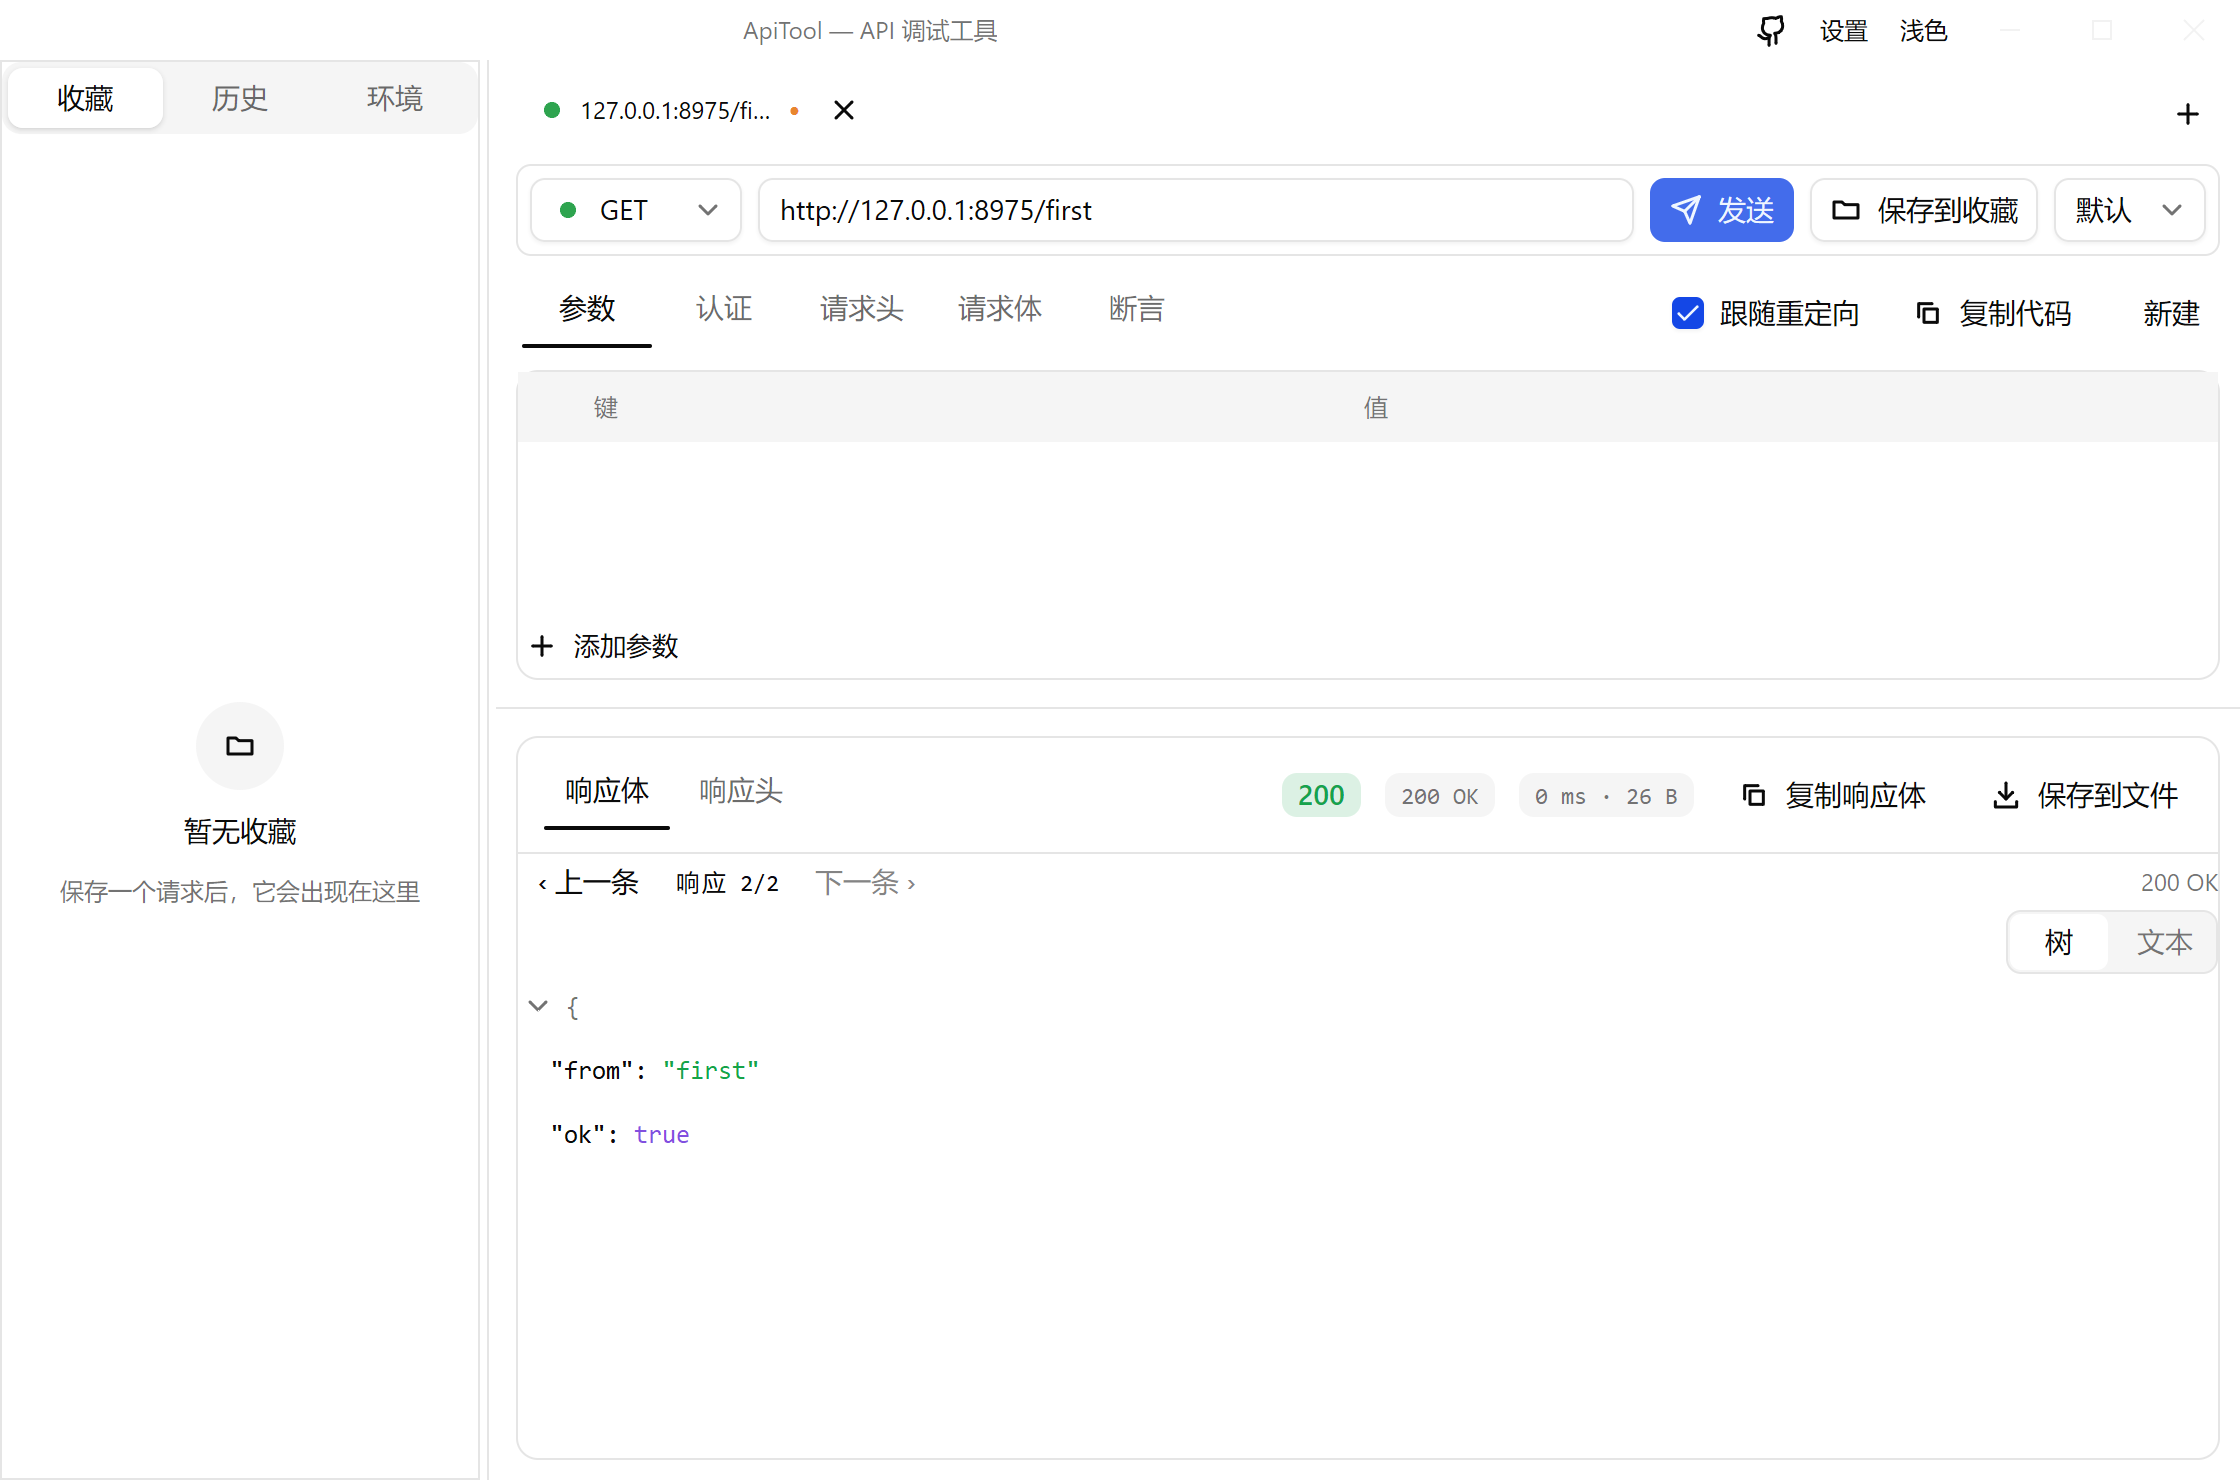 ApiTool — API 调试工具
设置
浅色
收藏
历史
环境
127.0.0.1:8975/fi...
GET
http://127.0.0.1:8975/first
发送
保存到收藏
默认
参数
认证
请求头
请求体
断言
跟随重定向
复制代码
新建
键
值
添加参数
暂无收藏
保存一个请求后，它会出现在这里
响应体
响应头
200
200 OK
0 ms · 26 B
复制响应体
保存到文件
‹ 上一条
响应 2/2
下一条 ›
200 OK
树
文本
{
"from": "first"
"ok": true